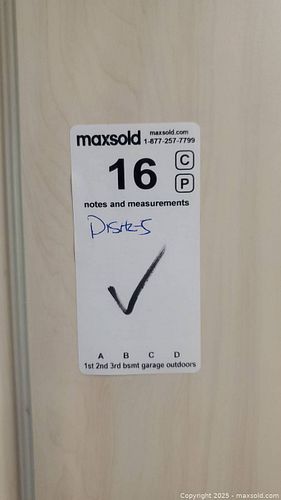 maxsold maxsold.com
1-877-257-7799
16 C
P
notes and measurements
A B C D
1st 2nd 3rd bsmt garage outdoors
Copyright © 2025 - maxsold.com